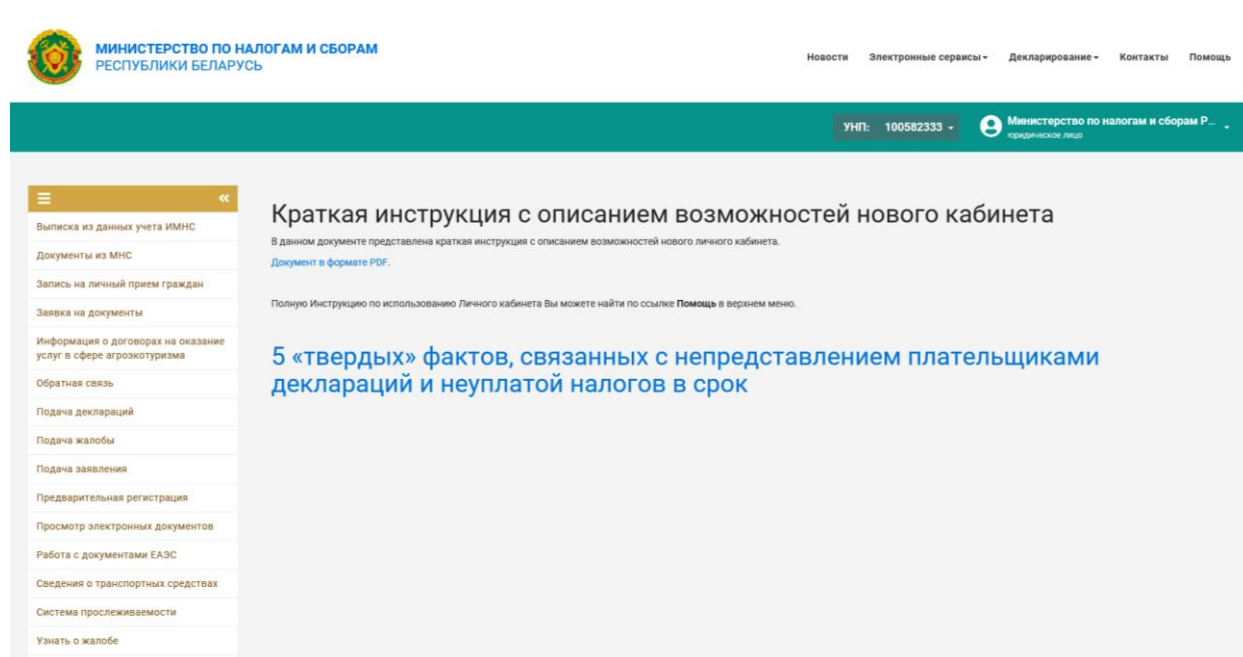 МИНИСТЕРСТВО ПО НАЛОГАМ И СБОРАМ
РЕСПУБЛИКИ БЕЛАРУСЬ
Новости Электронные сервисы Декларирование Контакты Помощь
УНП: 100582333
Министерство по налогам и сборам Р...
юридическое лицо
Выписка из данных учета ИМНС
Документы из МНС
Запись на личный прием граждан
Заявка на документы
Информация о договорах на оказание
услуг в сфере агроэкотуризма
Обратная связь
Подача деклараций
Подача жалобы
Подача заявления
Предварительная регистрация
Просмотр электронных документов
Работа с документами ЕАЭС
Сведения о транспортных средствах
Система прослеживаемости
Узнать о жалобе
Краткая инструкция с описанием возможностей нового кабинета
В данном документе представлена краткая инструкция с описанием возможностей нового личного кабинета.
Документ в формате PDF.
Полную Инструкцию по использованию Личного кабинета Вы можете найти по ссылке Помощь в верхнем меню.
5 «твердых» фактов, связанных с непредставлением плательщиками
деклараций и неуплатой налогов в срок